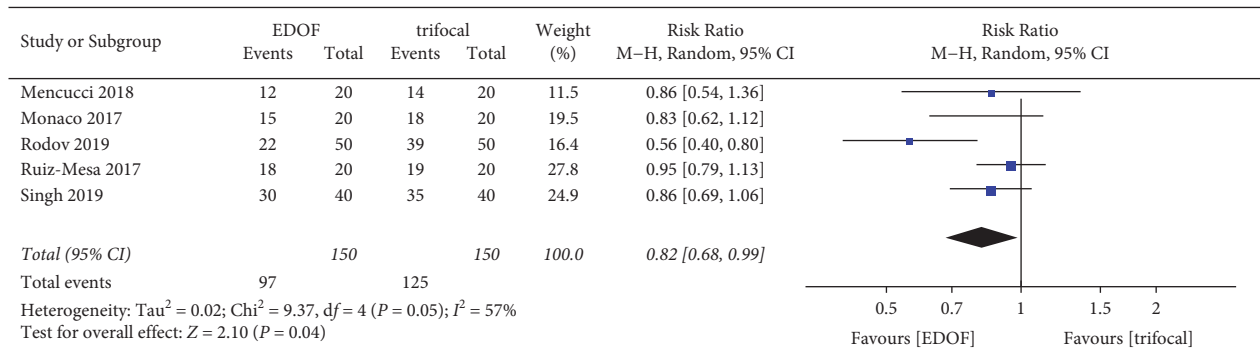 Study or Subgroup EDOF trifocal Weight (%) Risk Ratio M−H, Random, 95% CI Risk Ratio M−H, Random, 95% CI
Events Total Events Total
Mencucci 2018 12 20 14 20 11.5 0.86 [0.54, 1.36]
Monaco 2017 15 20 18 20 19.5 0.83 [0.62, 1.12]
Rodov 2019 22 50 39 50 16.4 0.56 [0.40, 0.80]
Ruiz-Mesa 2017 18 20 19 20 27.8 0.95 [0.79, 1.13]
Singh 2019 30 40 35 40 24.9 0.86 [0.69, 1.06]
Total (95% CI) 150 150 100.0 0.82 [0.68, 0.99]
Total events 97 125
Heterogeneity: Tau² = 0.02; Chi² = 9.37, df = 4 (P = 0.05); I² = 57%
Test for overall effect: Z = 2.10 (P = 0.04)
0.5 0.7 1 1.5 2
Favours [EDOF] Favours [trifocal]